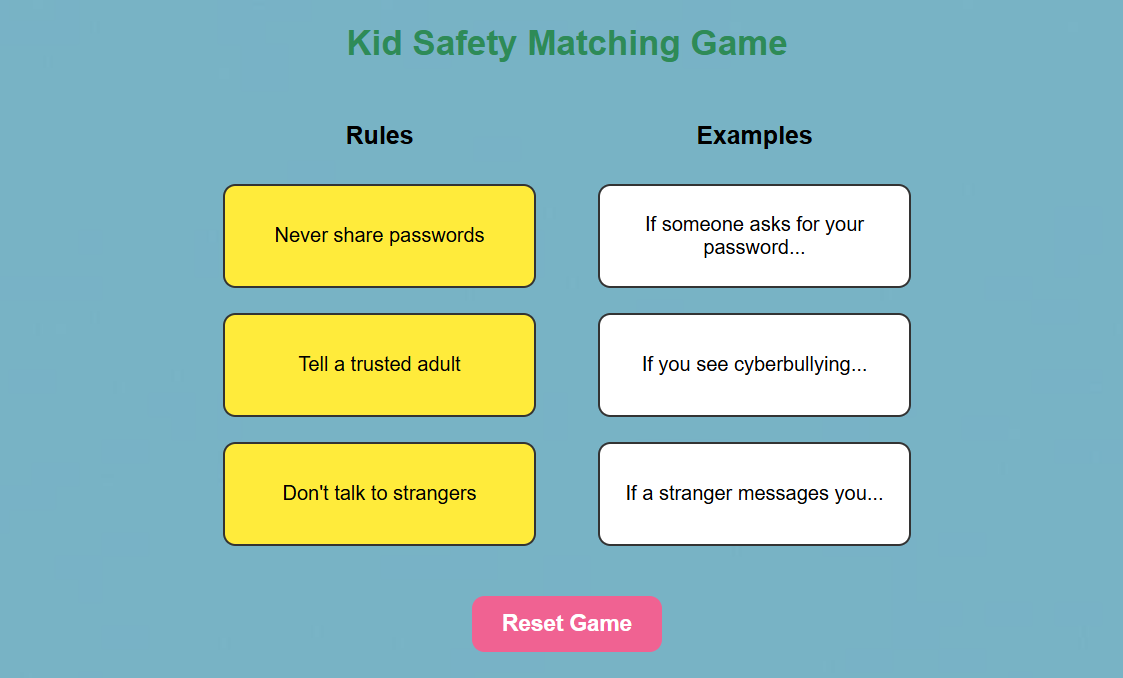 Kid Safety Matching Game
Rules
Examples
Never share passwords
If someone asks for your
password...
Tell a trusted adult
If you see cyberbullying...
Don't talk to strangers
If a stranger messages you...
Reset Game